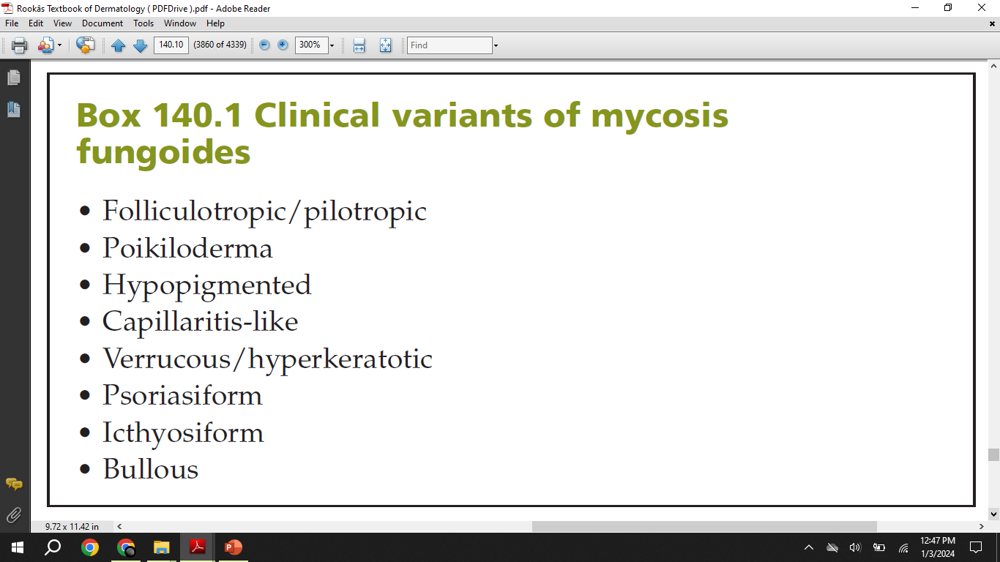 Rookâs Textbook of Dermatology ( PDFDrive ).pdf - Adobe Reader
File Edit View Document Tools Window Help
140.10 (3860 of 4339) 300% Find
Box 140.1 Clinical variants of mycosis
fungoides
• Folliculotropic/pilotropic
• Poikiloderma
• Hypopigmented
• Capillaritis-like
• Verrucous/hyperkeratotic
• Psoriasiform
• Icthyosiform
• Bullous
9.72 x 11.42 in
12:47 PM
1/3/2024